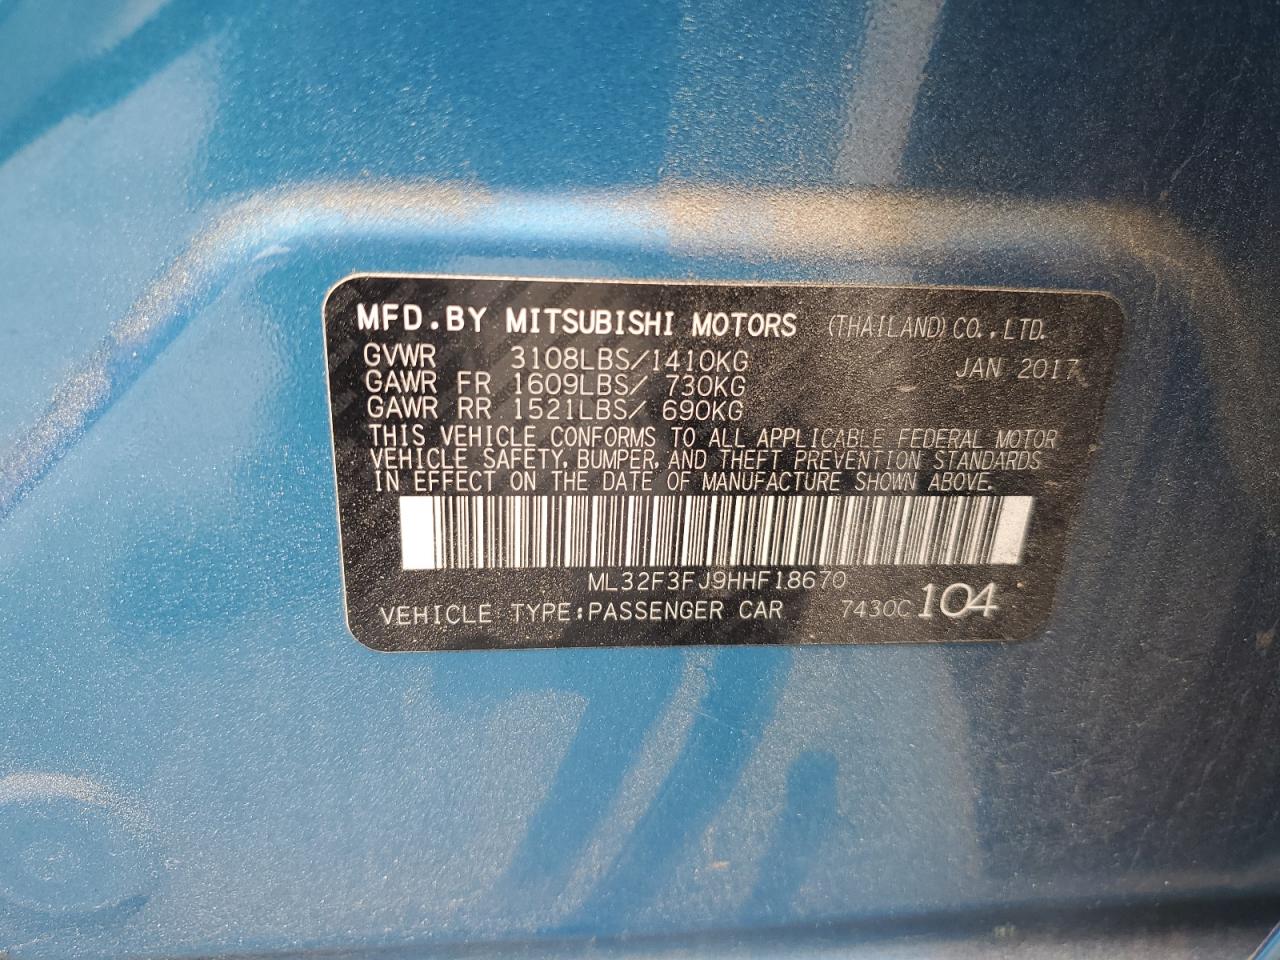 MFD.BY MITSUBISHI MOTORS (THAILAND)CO.,LTD.
GVWR 3108LBS/1410KG JAN 2017
GAWR FR 1609LBS/ 730KG
GAWR RR 1521LBS/ 690KG
THIS VEHICLE CONFORMS TO ALL APPLICABLE FEDERAL MOTOR
VEHICLE SAFETY, BUMPER, AND THEFT PREVENTION STANDARDS
IN EFFECT ON THE DATE OF MANUFACTURE SHOWN ABOVE.
ML32F3FJ9HHF18670
VEHICLE TYPE:PASSENGER CAR 7430C 104